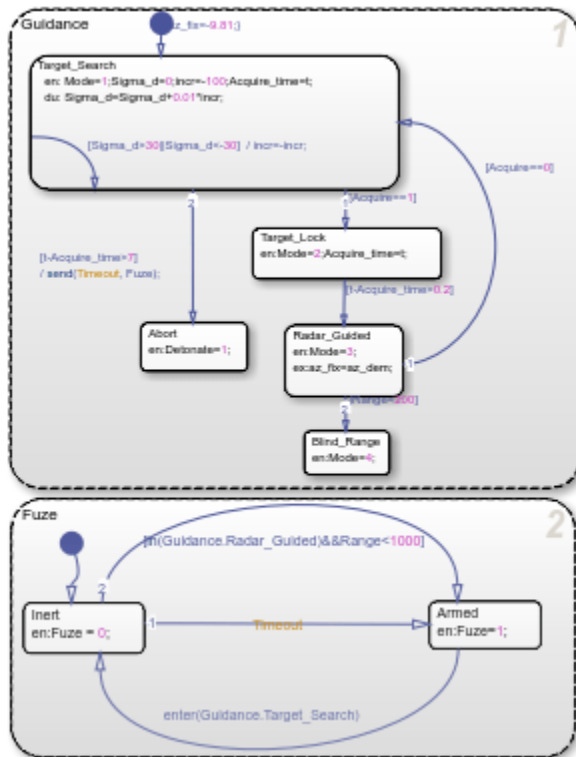 Guidance
1
z_fix=-9.81;}
Target_Search
en: Mode=1;Sigma_d=0;incr=-100;Acquire_time=t;
du: Sigma_d=Sigma_d+0.01*incr;
[Sigma_d>30||Sigma_d<-30] / incr=-incr;
[Acquire==0]
2
1
[Acquire==1]
[t-Acquire_time>7]
/ send(Timeout, Fuze);
Target_Lock
en:Mode=2;Acquire_time=t;
[t-Acquire_time>0.2]
Abort
en:Detonate=1;
Radar_Guided
en:Mode=3;
ex:az_fix=az_dem;
1
2
Blind_Range
en:Mode=4;
Fuze
2
[in(Guidance.Radar_Guided)&&Range<1000]
2
Inert
en:Fuze = 0;
1
Timeout
Armed
en:Fuze=1;
enter(Guidance.Target_Search)